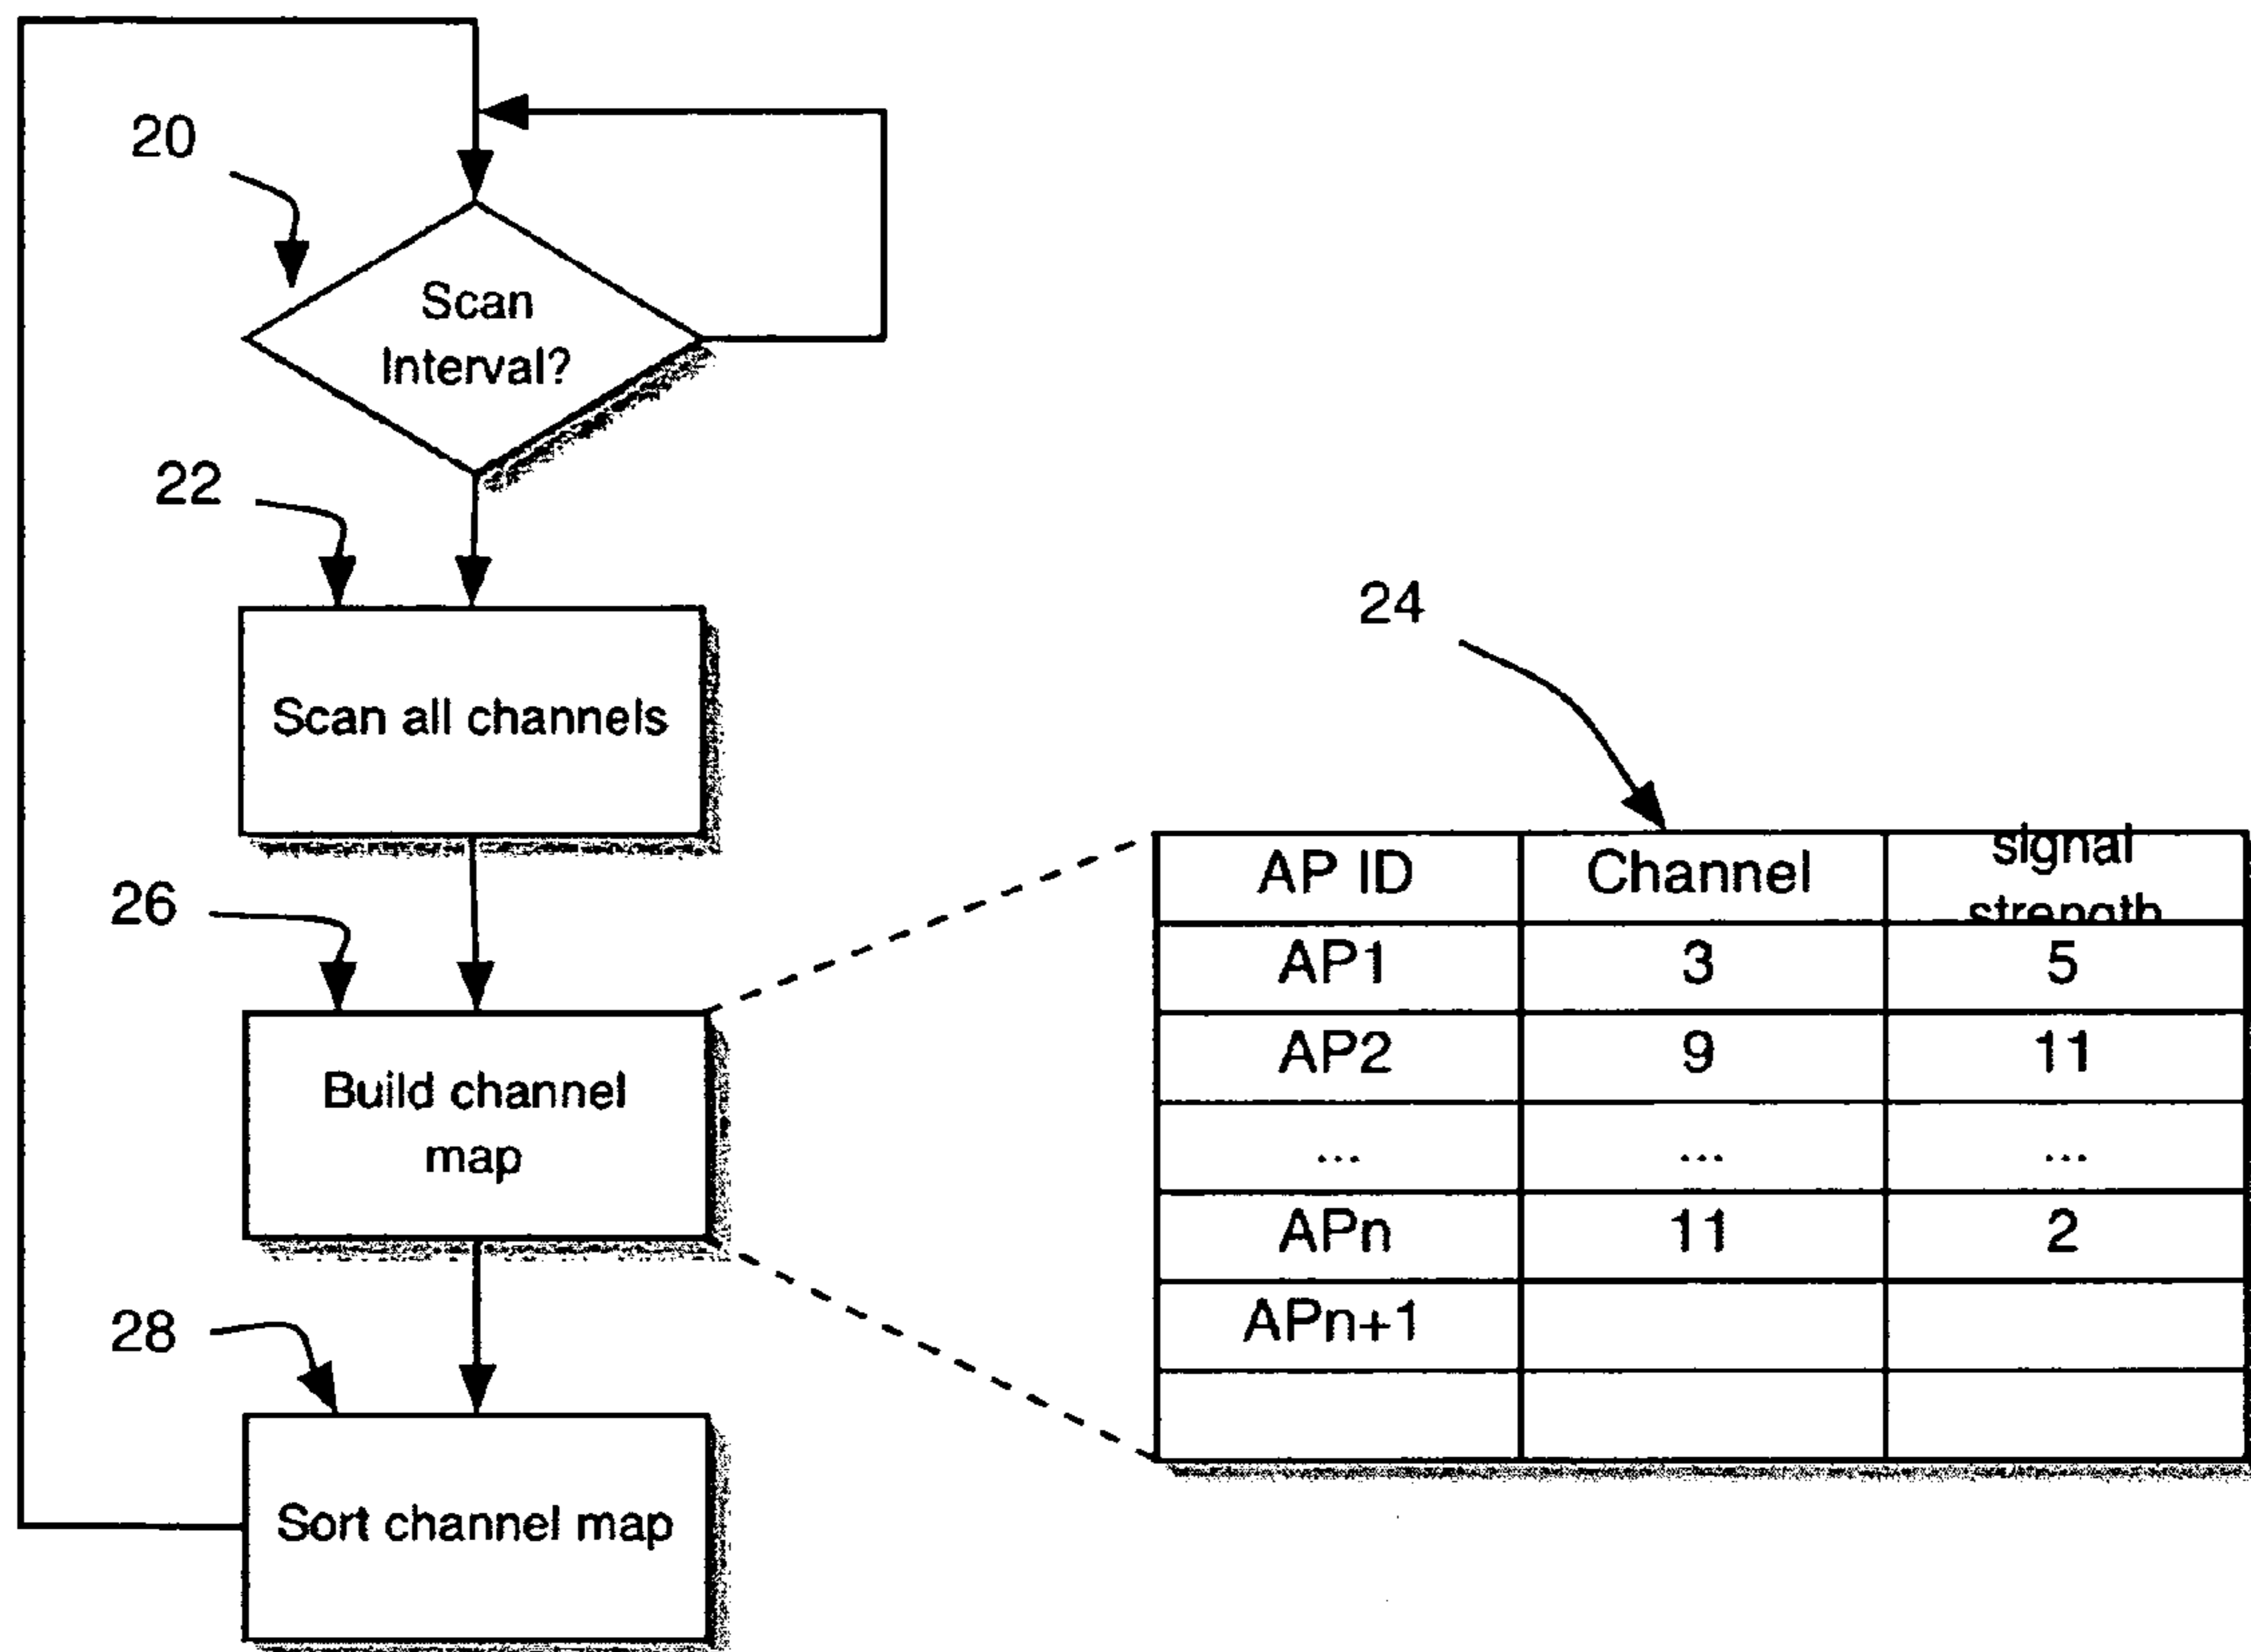 20
Scan
Interval?
22
Scan all channels
24
AP ID Channel signal
strength
AP1 3 5
AP2 9 11
... ... ...
APn 11 2
APn+1
26
Build channel
map
28
Sort channel map